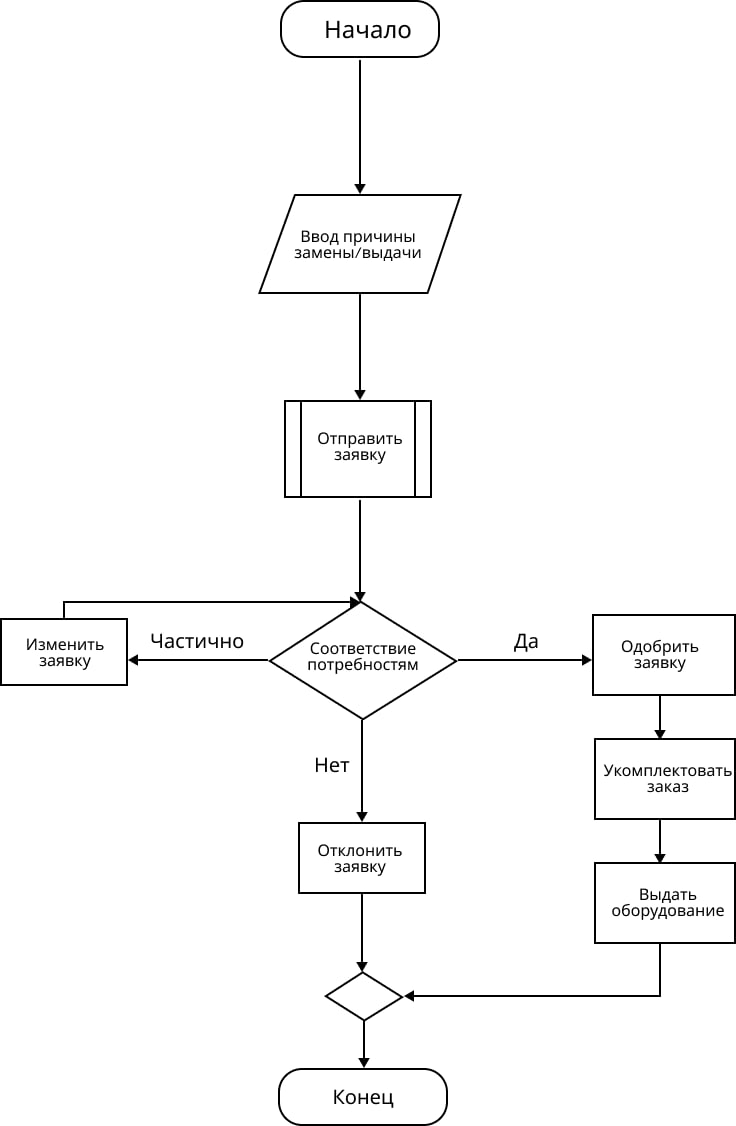 Начало
Ввод причины
замены/выдачи
Отправить
заявку
Изменить
заявку
Частично
Соответствие
потребностям
Да
Одобрить
заявку
Нет
Укомплектовать
заказ
Отклонить
заявку
Выдать
оборудование
Конец